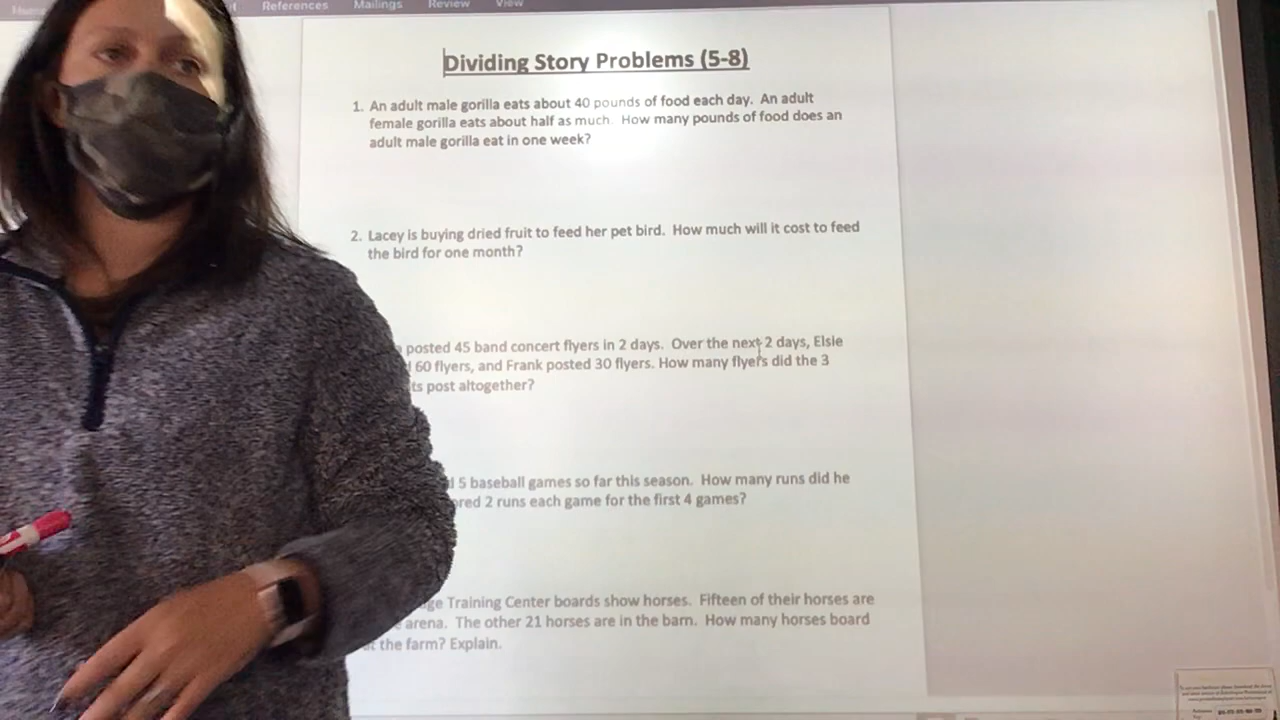 References Mailings Review View
Dividing Story Problems (5-8)
1. An adult male gorilla eats about 40 pounds of food each day. An adult
female gorilla eats about half as much. How many pounds of food does an
adult male gorilla eat in one week?
2. Lacey is buying dried fruit to feed her pet bird. How much will it cost to feed
the bird for one month?
posted 45 band concert flyers in 2 days. Over the next 2 days, Elsie
60 flyers, and Frank posted 30 flyers. How many flyers did the 3
ts post altogether?
5 baseball games so far this season. How many runs did he
ored 2 runs each game for the first 4 games?
ge Training Center boards show horses. Fifteen of their horses are
arena. The other 21 horses are in the barn. How many horses board
the farm? Explain.